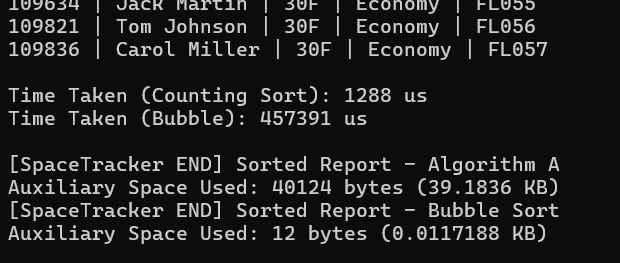 109634 | Jack Martin | 30F | Economy | FL055
109821 | Tom Johnson | 30F | Economy | FL056
109836 | Carol Miller | 30F | Economy | FL057
Time Taken (Counting Sort): 1288 us
Time Taken (Bubble): 457391 us
[SpaceTracker END] Sorted Report - Algorithm A
Auxiliary Space Used: 40124 bytes (39.1836 KB)
[SpaceTracker END] Sorted Report - Bubble Sort
Auxiliary Space Used: 12 bytes (0.0117188 KB)